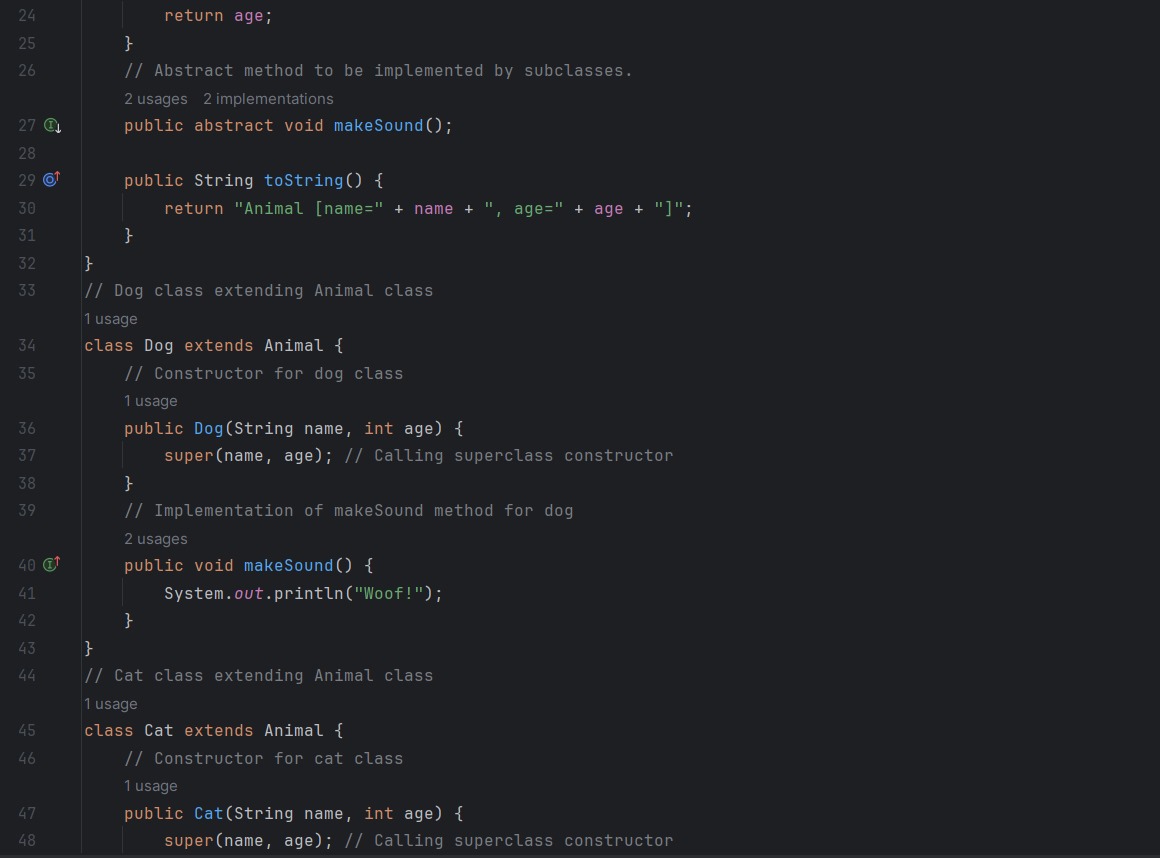 24 return age;
25 }
26 // Abstract method to be implemented by subclasses.
2 usages 2 implementations
27 public abstract void makeSound();
28
29 public String toString() {
30 return "Animal [name=" + name + ", age=" + age + "]";
31 }
32 }
33 // Dog class extending Animal class
1 usage
34 class Dog extends Animal {
35 // Constructor for dog class
1 usage
36 public Dog(String name, int age) {
37 super(name, age); // Calling superclass constructor
38 }
39 // Implementation of makeSound method for dog
2 usages
40 public void makeSound() {
41 System.out.println("Woof!");
42 }
43 }
44 // Cat class extending Animal class
1 usage
45 class Cat extends Animal {
46 // Constructor for cat class
1 usage
47 public Cat(String name, int age) {
48 super(name, age); // Calling superclass constructor